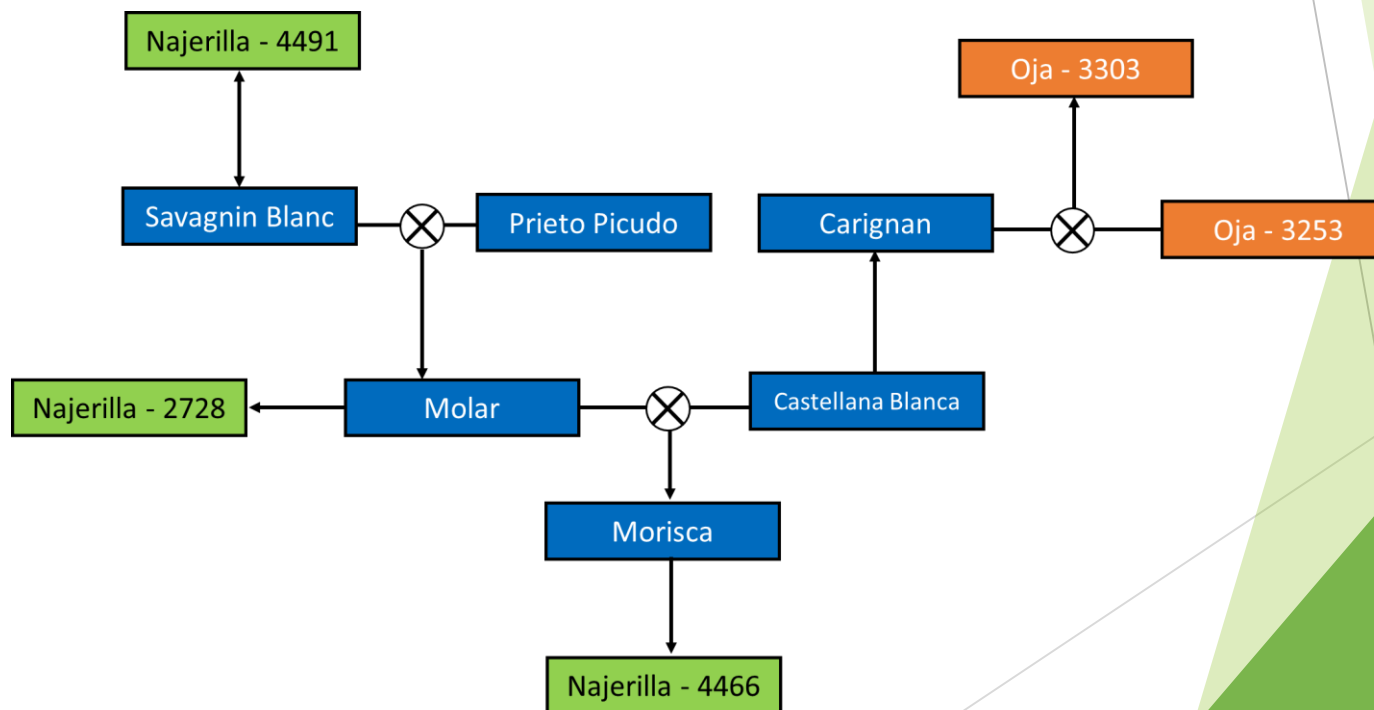 Najerilla - 4491
Oja - 3303
Savagnin Blanc
Prieto Picudo
Carignan
Oja - 3253
Najerilla - 2728
Molar
Castellana Blanca
Morisca
Najerilla - 4466